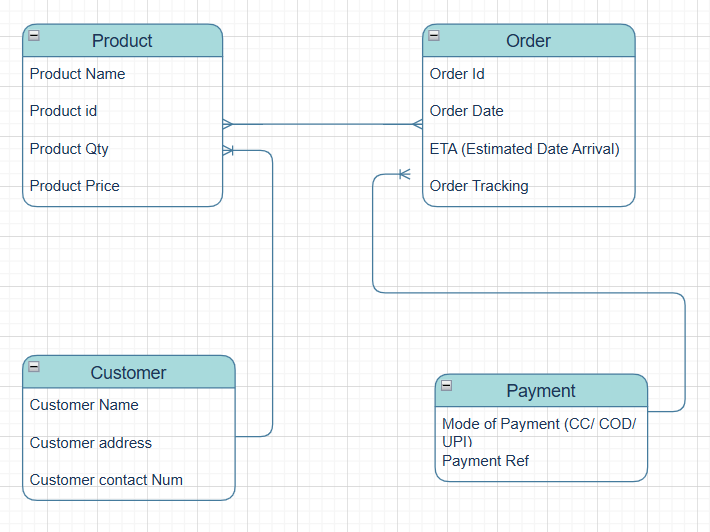 Product
Product Name
Product id
Product Qty
Product Price
Order
Order Id
Order Date
ETA (Estimated Date Arrival)
Order Tracking
Customer
Customer Name
Customer address
Customer contact Num
Payment
Mode of Payment (CC/ COD/
UPI)
Payment Ref